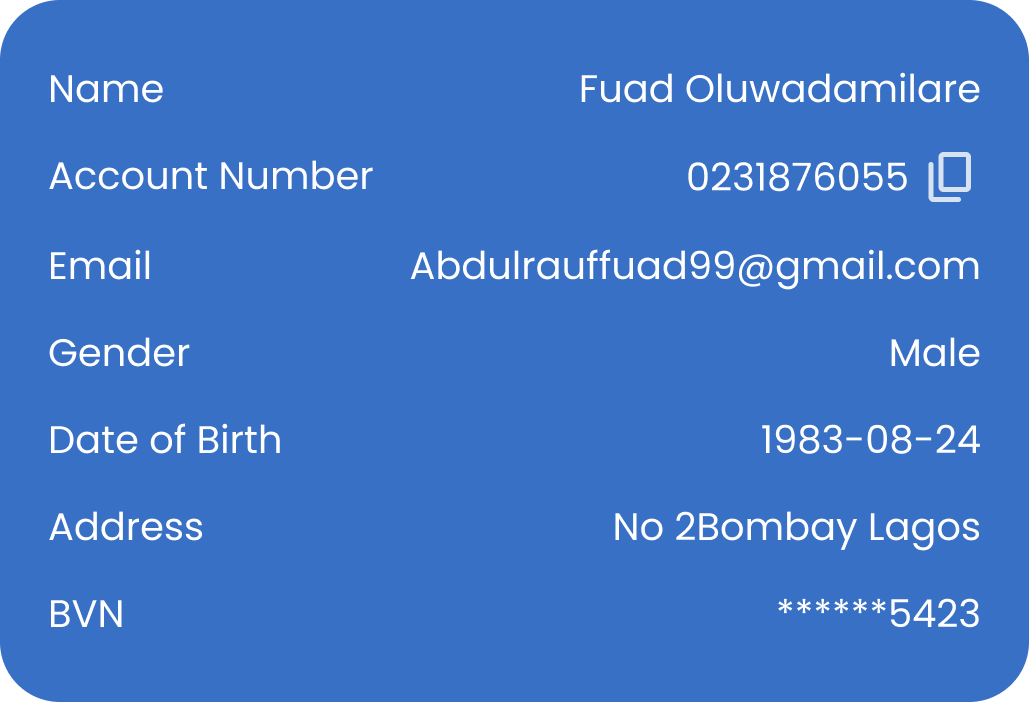 Name Fuad Oluwadamilare
Account Number 0231876055
Email Abdulrauffuad99@gmail.com
Gender Male
Date of Birth 1983-08-24
Address No 2Bombay Lagos
BVN ******5423